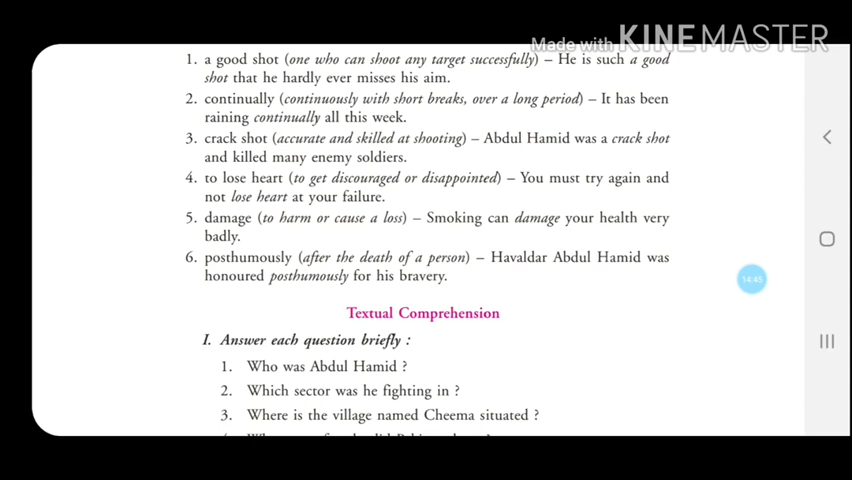 Made with KINEMASTER
1. a good shot (one who can shoot any target successfully) – He is such a good
shot that he hardly ever misses his aim.
2. continually (continuously with short breaks, over a long period) – It has been
raining continually all this week.
3. crack shot (accurate and skilled at shooting) – Abdul Hamid was a crack shot
and killed many enemy soldiers.
4. to lose heart (to get discouraged or disappointed) – You must try again and
not lose heart at your failure.
5. damage (to harm or cause a loss) – Smoking can damage your health very
badly.
6. posthumously (after the death of a person) – Havaldar Abdul Hamid was
honoured posthumously for his bravery.
14:45
Textual Comprehension
I. Answer each question briefly :
1. Who was Abdul Hamid ?
2. Which sector was he fighting in ?
3. Where is the village named Cheema situated ?